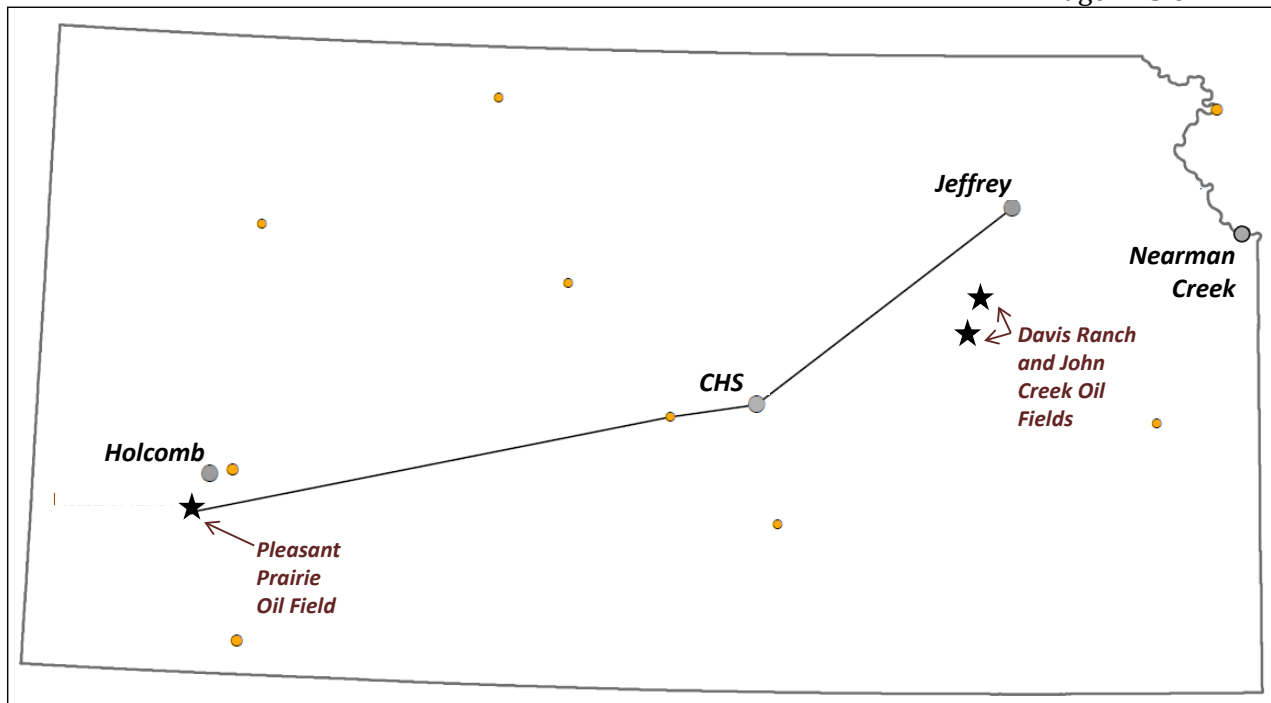 Jeffrey
Nearman
Creek
Davis Ranch
and John
Creek Oil
Fields
CHS
Holcomb
Pleasant
Prairie
Oil Field